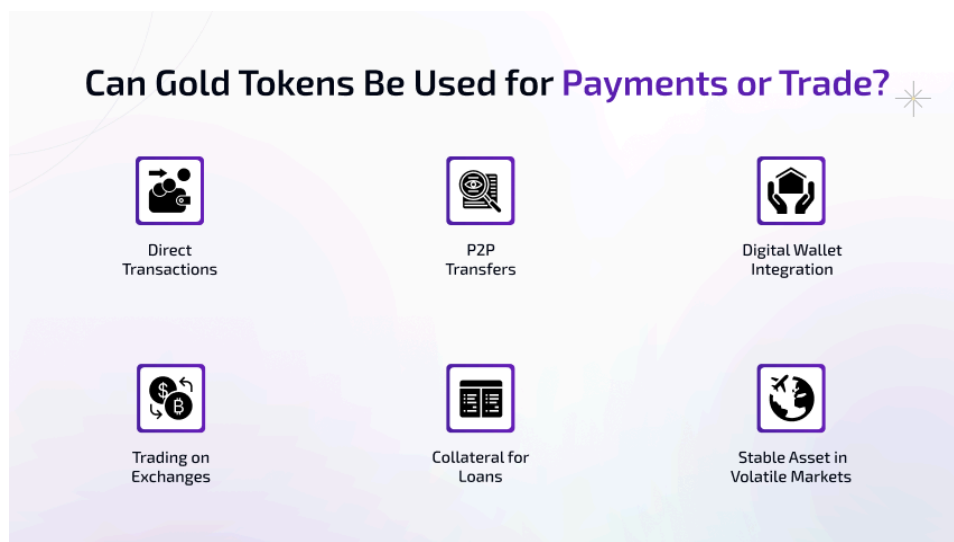 Can Gold Tokens Be Used for Payments or Trade?
Direct
Transactions
P2P
Transfers
Digital Wallet
Integration
Trading on
Exchanges
Collateral for
Loans
Stable Asset in
Volatile Markets